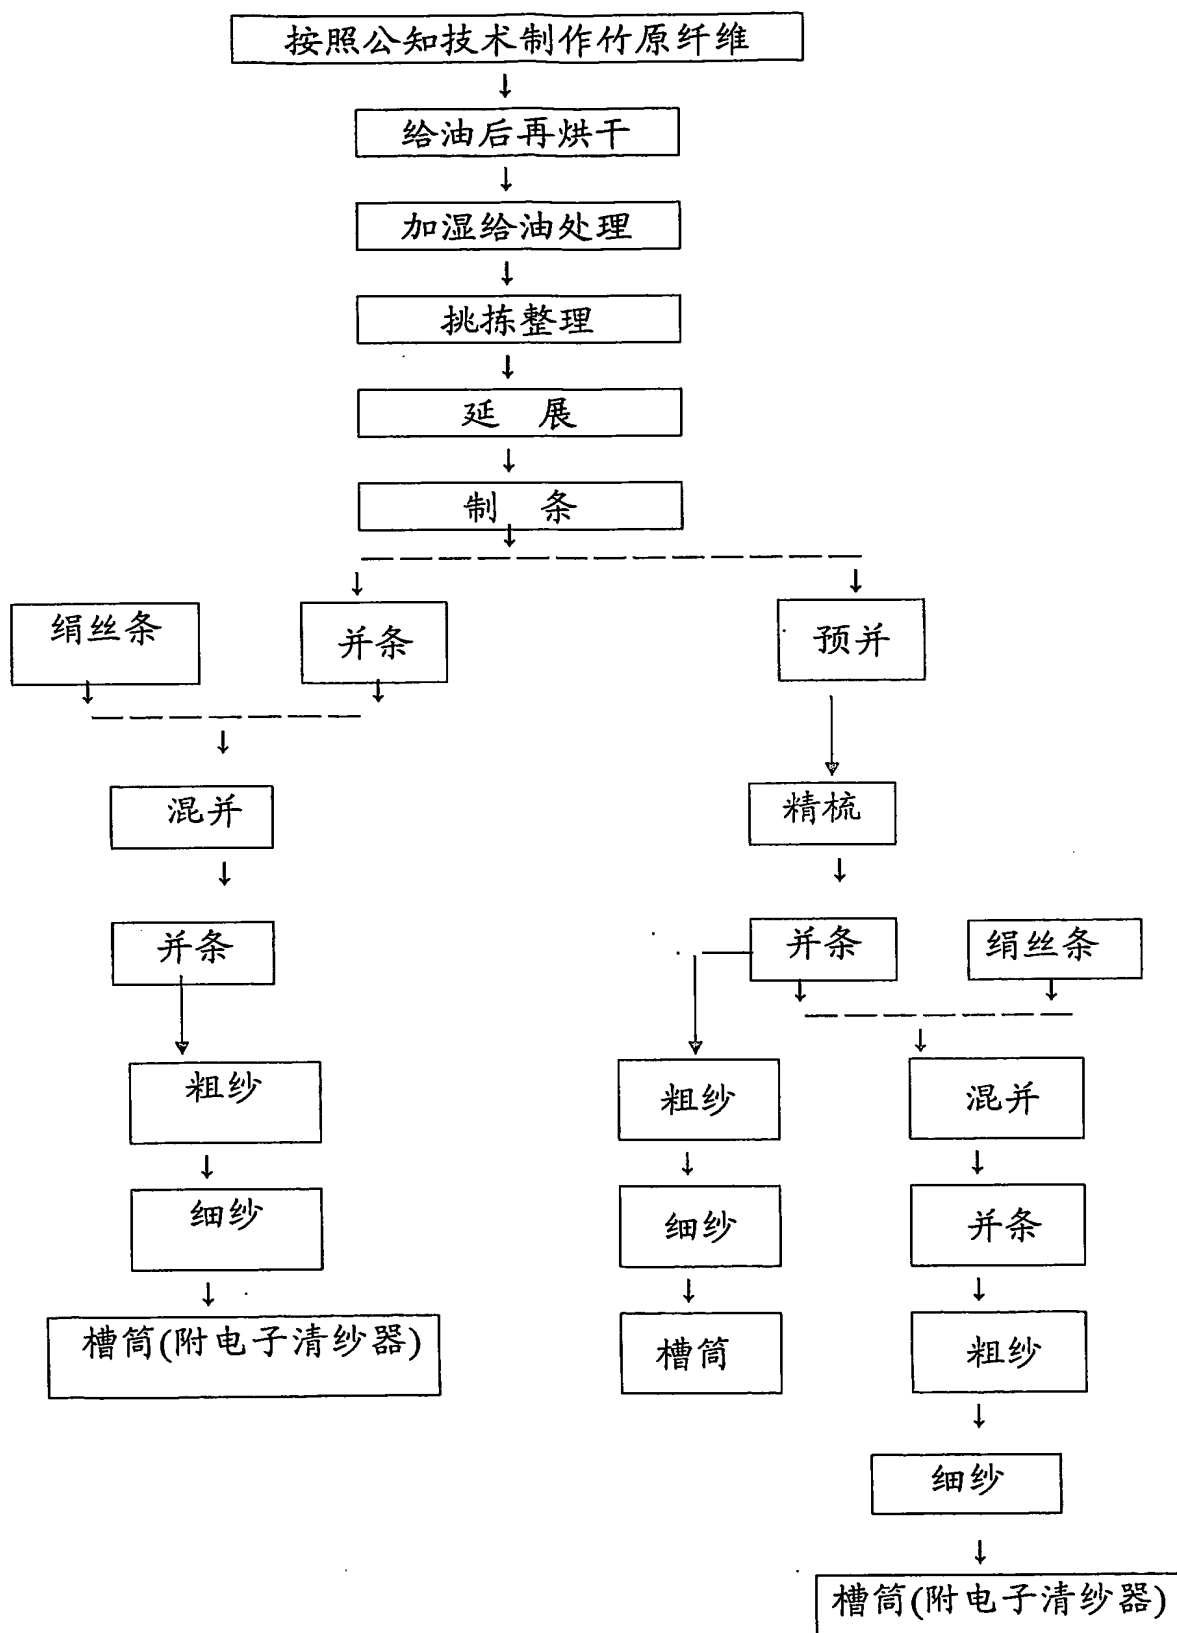 按照公知技术制作竹原纤维
给油后再烘干
加湿给油处理
挑拣整理
延 展
制 条
绢丝条
并条
预并
混并
精梳
并条
并条
绢丝条
粗纱
粗纱
混并
细纱
细纱
并条
槽筒(附电子清纱器)
槽筒
粗纱
细纱
槽筒(附电子清纱器)